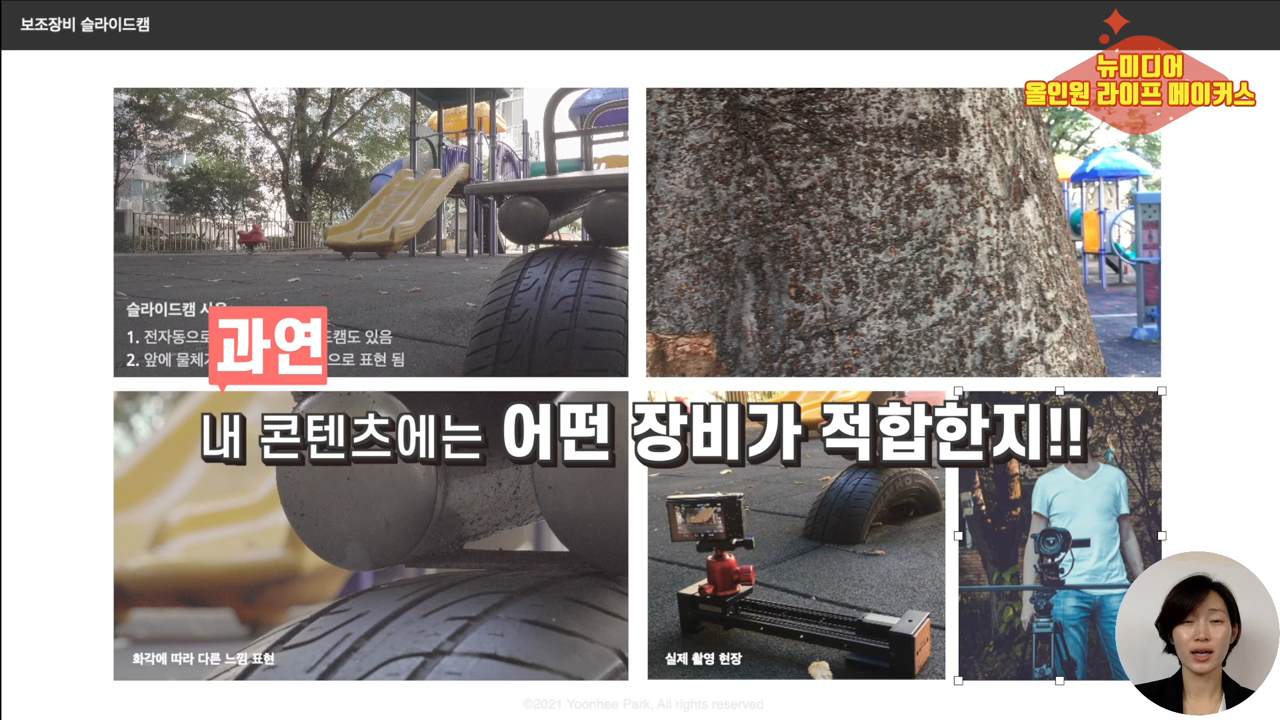 보조장비 슬라이드캠
뉴미디어
올인원 라이프 메이커스
슬라이드캠
1. 전자동으로 드캠도 있음
2. 앞에 물체가 으로 표현 됨
과연
내 콘텐츠에는 어떤 장비가 적합한지!!
화각에 따라 다른 느낌 표현
실제 촬영 현장
©2021 Yoonhee Park, All rights reserved